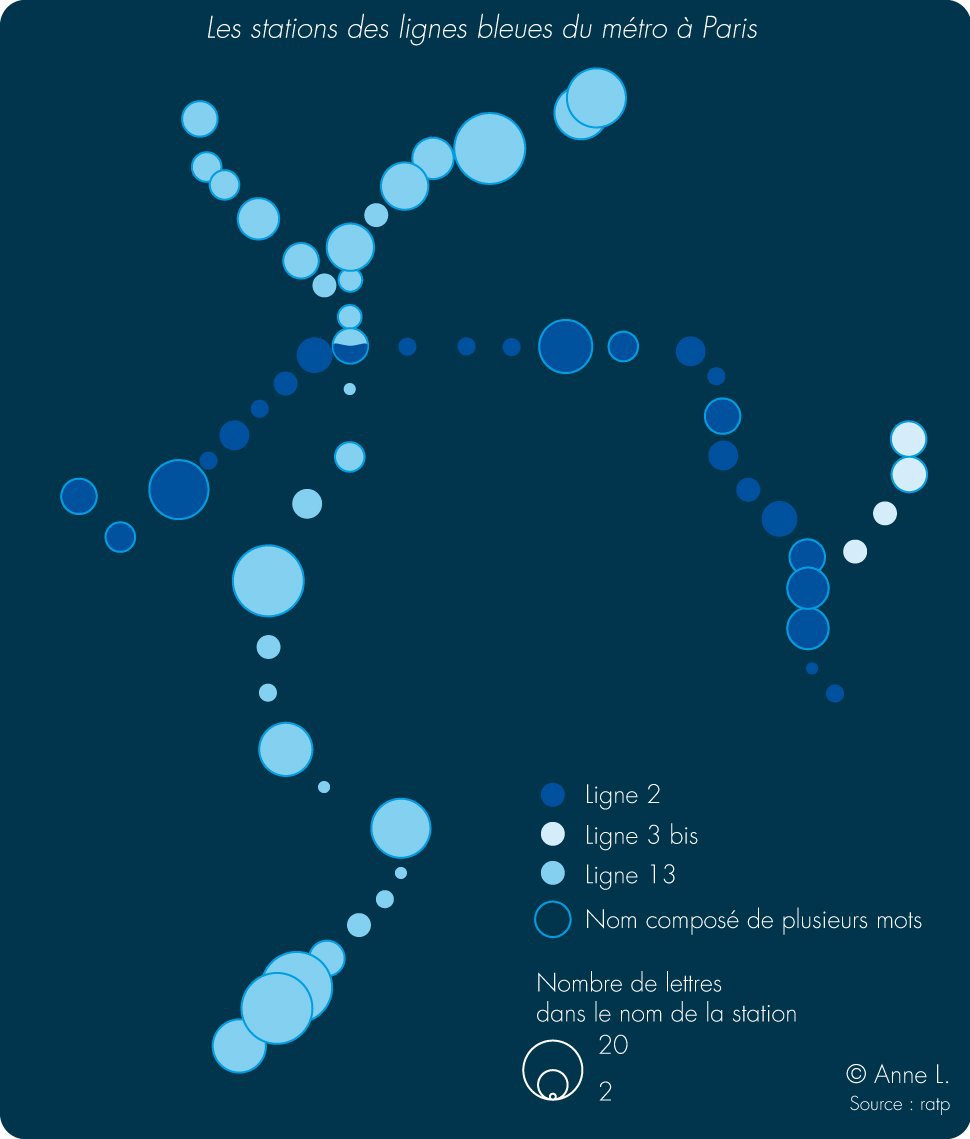 Les stations des lignes bleues du métro à Paris
Ligne 2
Ligne 3 bis
Ligne 13
Nom composé de plusieurs mots
Nombre de lettres
dans le nom de la station
20
2
© Anne L.
Source : ratp